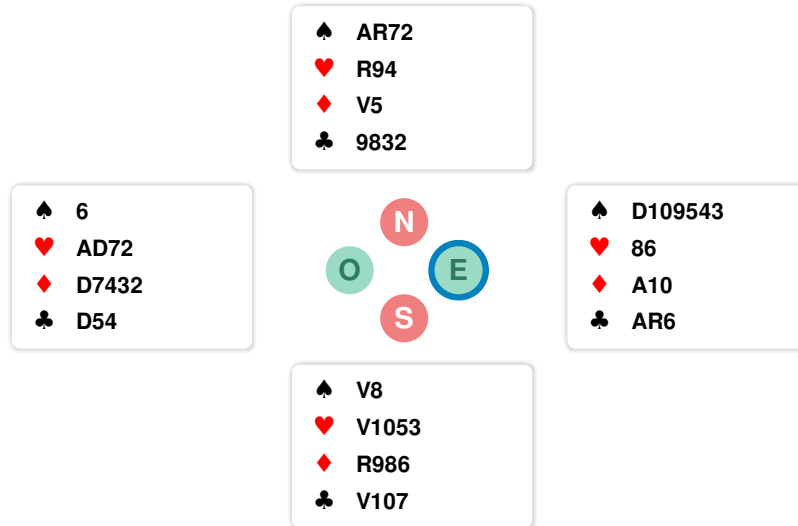 ♠ AR72
♥ R94
♦ V5
♣ 9832
♠ 6
♥ AD72
♦ D7432
♣ D54
N
O E
S
♠ D109543
♥ 86
♦ A10
♣ AR6
♠ V8
♥ V1053
♦ R986
♣ V107